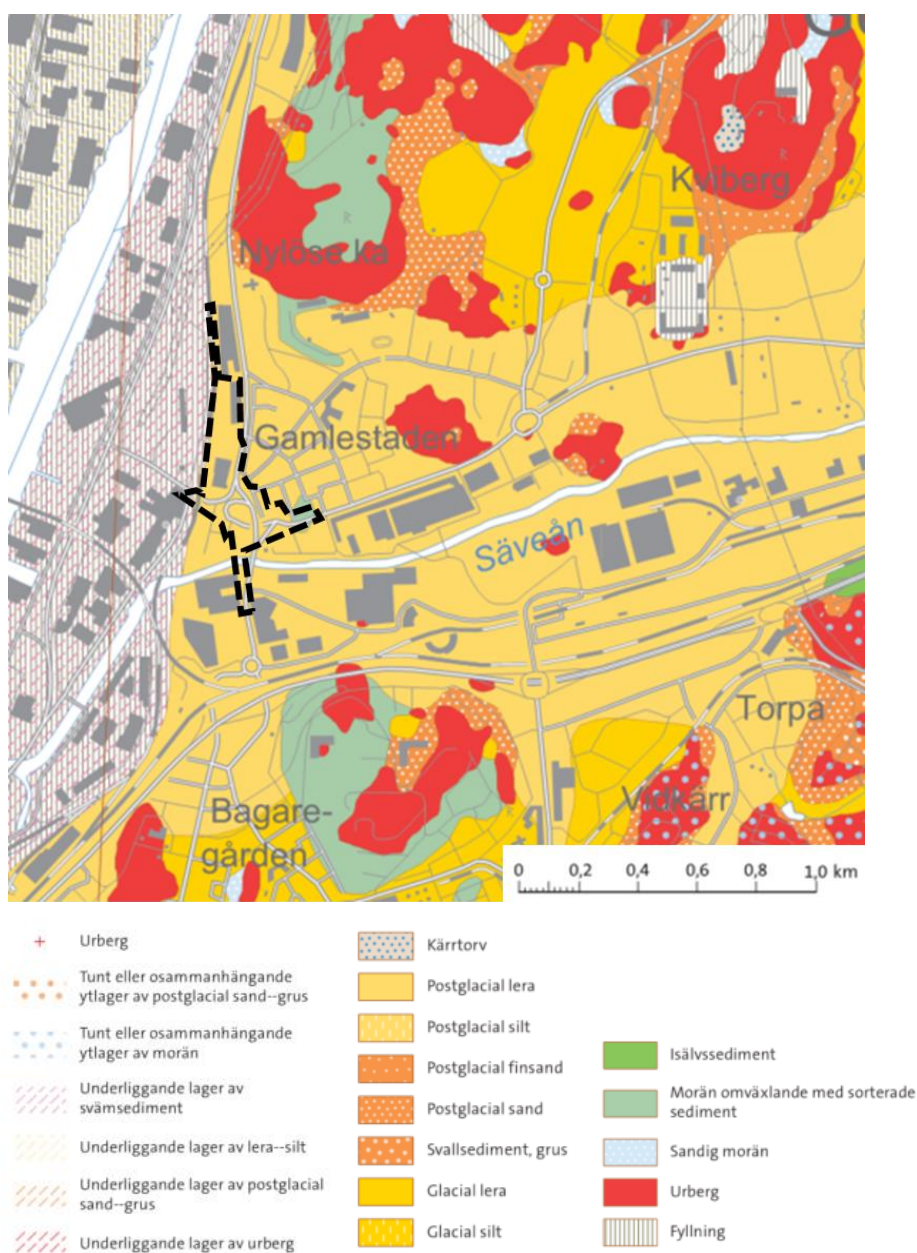 Kviberg
Nylöse ka
Gamlestaden
Säveån
Torpa
Vidkärr
Bagare-
gården
R
R
R
R
0 0,2 0,4 0,6 0,8 1,0 km
Urberg
Tunt eller osammanhängande
ytlager av postglacial sand--grus
Tunt eller osammanhängande
ytlager av morän
Underliggande lager av
svämsediment
Underliggande lager av lera--silt
Underliggande lager av postglacial
sand--grus
Underliggande lager av urberg
Kärrtorv
Postglacial lera
Postglacial silt
Postglacial finsand
Postglacial sand
Svallsediment, grus
Glacial lera
Glacial silt
Isälvssediment
Morän omväxlande med sorterade
sediment
Sandig morän
Urberg
Fyllning